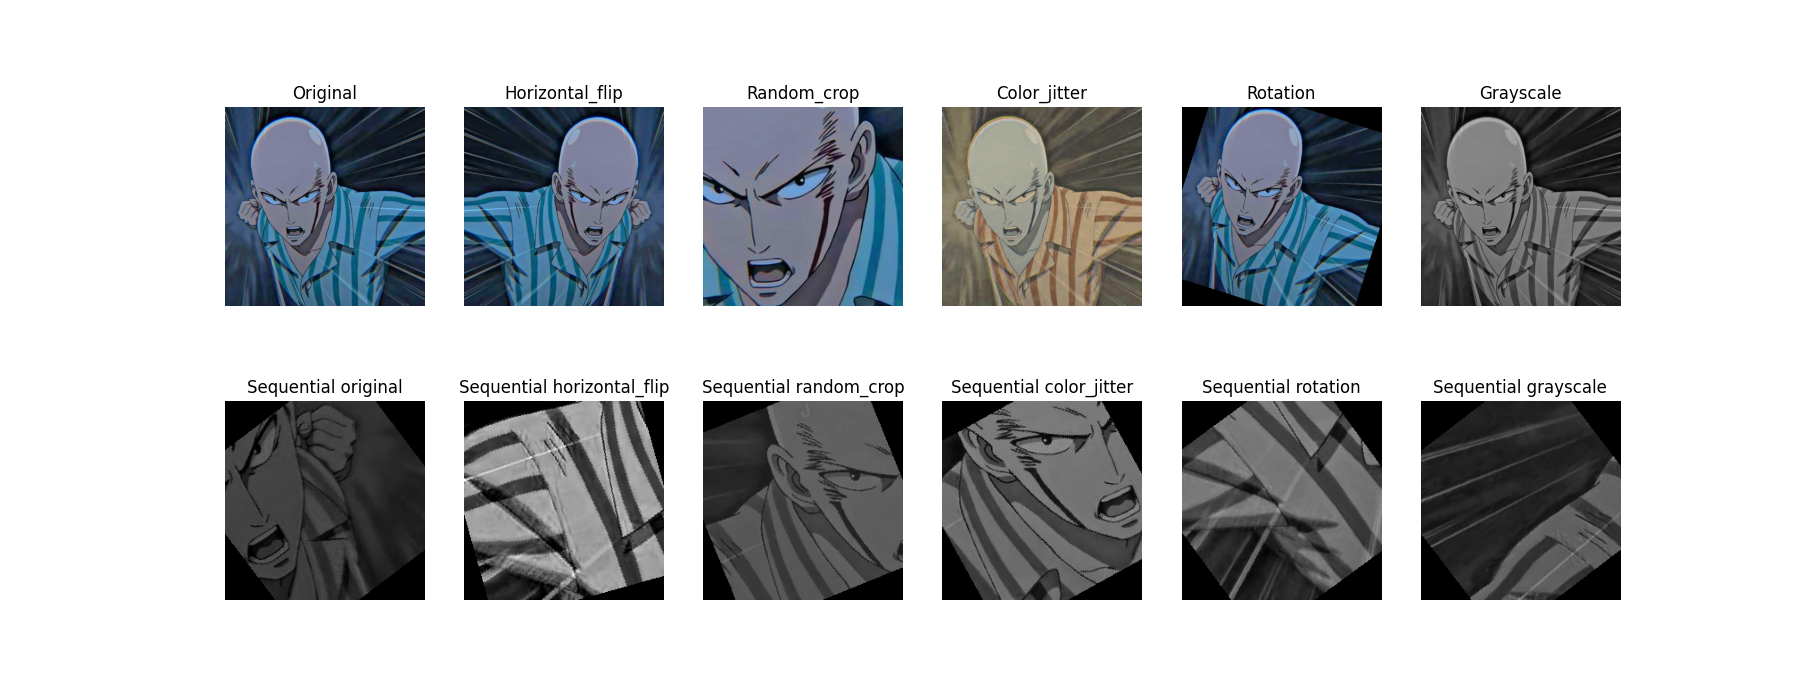 Original
Horizontal_flip
Random_crop
Color_jitter
Rotation
Grayscale
Sequential original
Sequential horizontal_flip
Sequential random_crop
Sequential color_jitter
Sequential rotation
Sequential grayscale